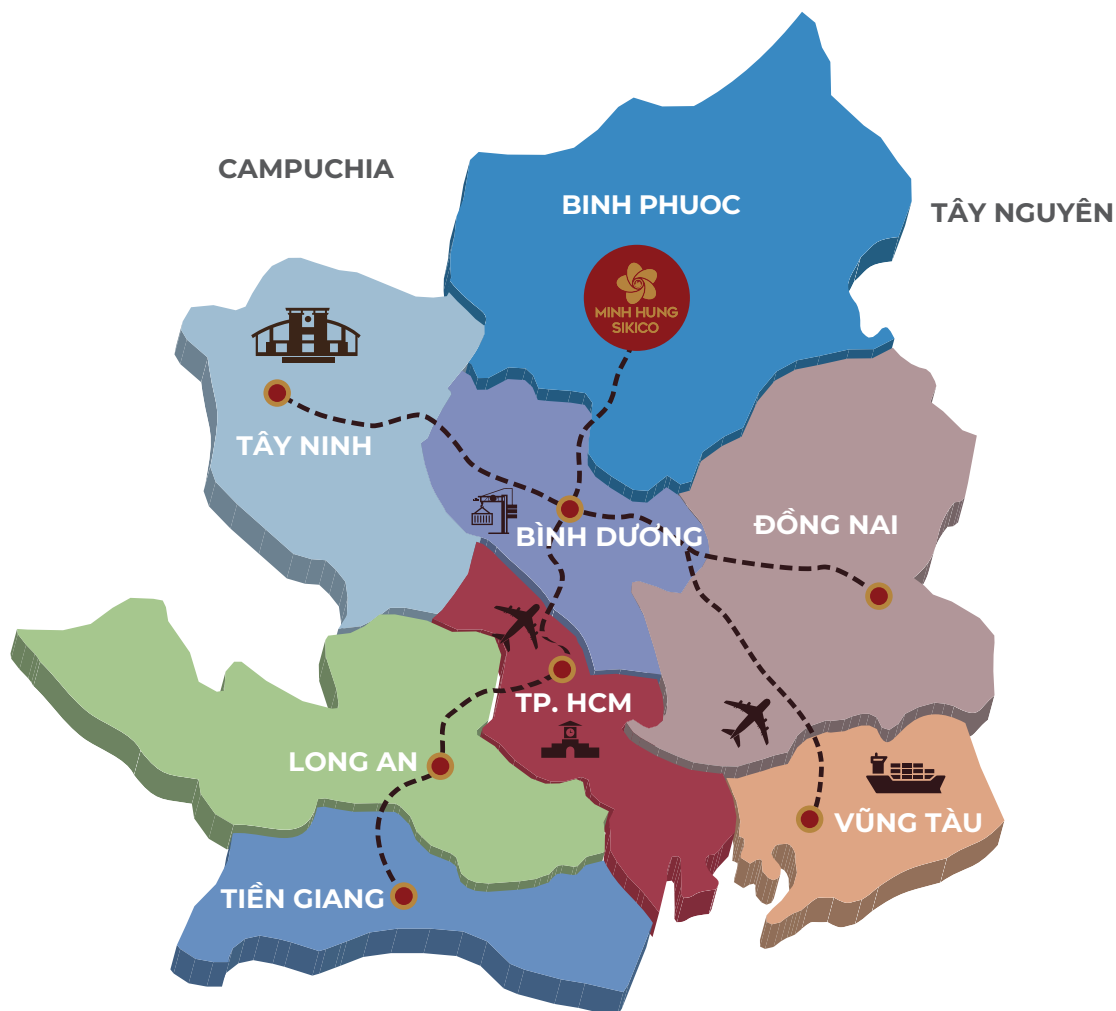 CAMPUCHIA
BINH PHUOC
TÂY NGUYÊN
MINH HUNG
SIKICO
TÂY NINH
BÌNH DƯƠNG
ĐỒNG NAI
TP. HCM
LONG AN
VŨNG TÀU
TIỀN GIANG